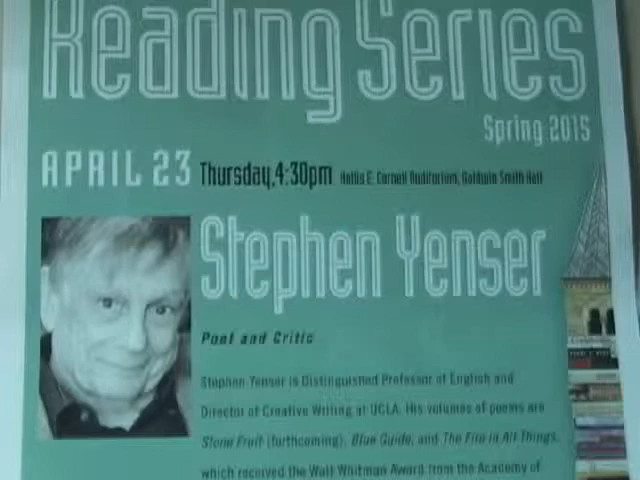 Reading Series
Spring 2015
APRIL 23 Thursday, 4:30pm Hollis E. Cornell Auditorium, Goldwin Smith Hall
Stephen Yenser
Poet and Critic
Stephen Yenser is Distinguished Professor of English and
Director of Creative Writing at UCLA. His volumes of poems are
Stone Fruit (forthcoming), Blue Guide, and The Fire in All Things,
which received the Walt Whitman Award from the Academy of